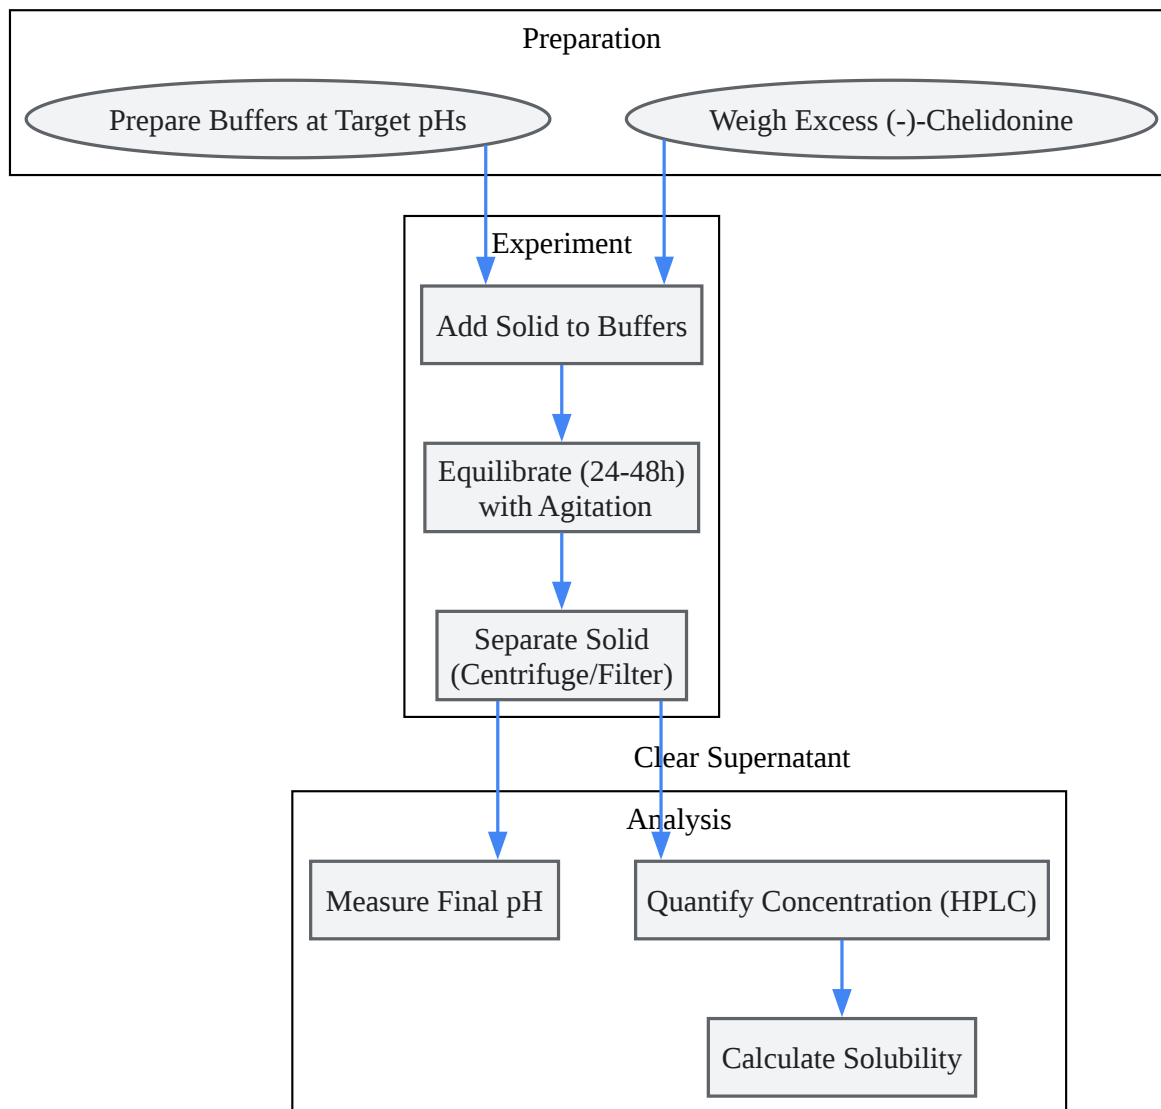 Preparation
Prepare Buffers at Target pHs
Weigh Excess (-)-Chelidonine
Experiment
Add Solid to Buffers
Equilibrate (24-48h)
with Agitation
Separate Solid
(Centrifuge/Filter)
Clear Supernatant
Analysis
Measure Final pH
Quantify Concentration (HPLC)
Calculate Solubility